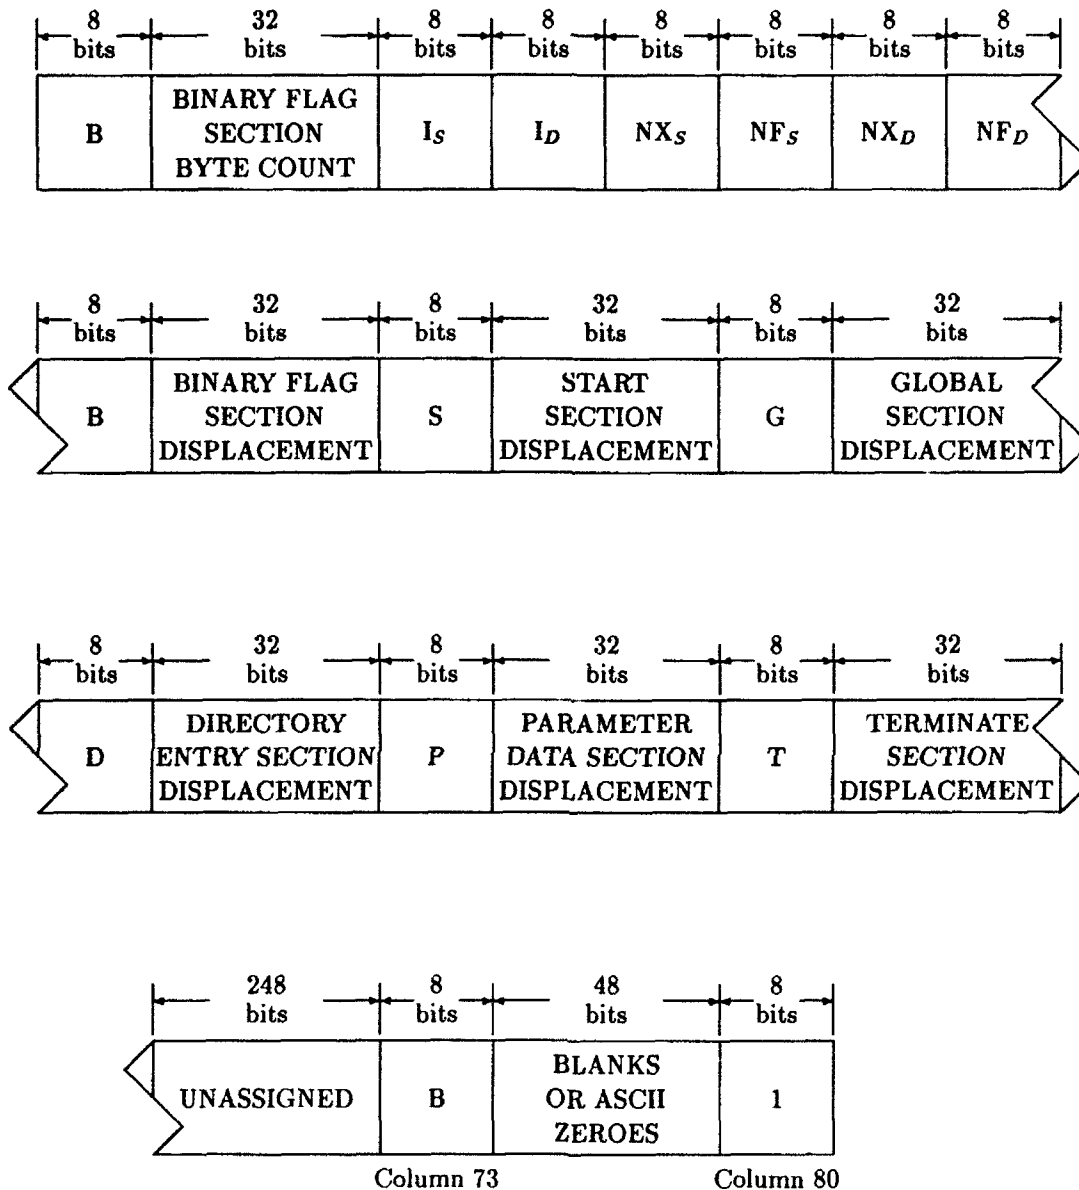 8 32 8 8 8 8 8 8
bits bits bits bits bits bits bits bits
BINARY FLAG
B SECTION I_S I_D NX_S NF_S NX_D NF_D
BYTE COUNT
8 32 8 32 8 32
bits bits bits bits bits bits
BINARY FLAG START GLOBAL
B SECTION S SECTION G SECTION
DISPLACEMENT DISPLACEMENT DISPLACEMENT
8 32 8 32 8 32
bits bits bits bits bits bits
DIRECTORY PARAMETER TERMINATE
D ENTRY SECTION P DATA SECTION T SECTION
DISPLACEMENT DISPLACEMENT DISPLACEMENT
248 8 48 8
bits bits bits bits
BLANKS
UNASSIGNED B OR ASCII 1
ZEROES
Column 73 Column 80